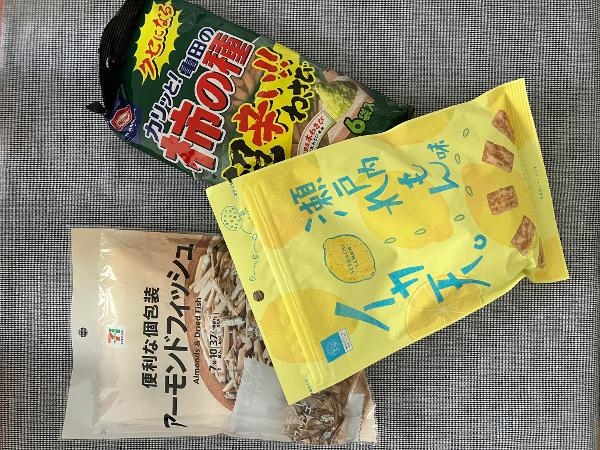 クセになる
カリッと!
亀田の
柿の種
超辛い!!
わさび
6袋
瀬戸内
れもん味
イカ天。
SETOUCHI
LEMON
便利な個包装
アーモンドフィッシュ
Almonds & Dried Fish